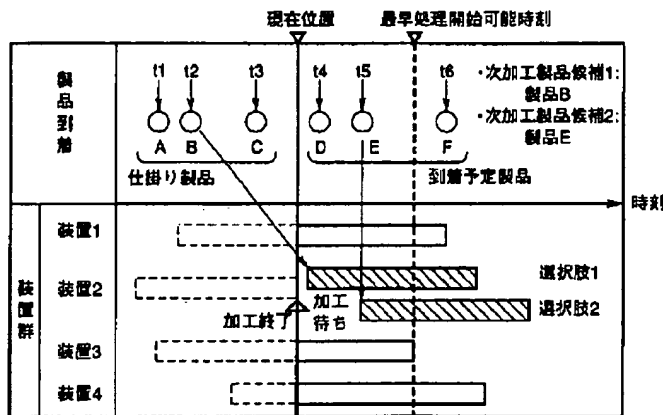 現在位置 最早処理開始可能時刻
製品到着
t1 t2 t3 t4 t5 t6
A B C D E F
仕掛り製品 到着予定製品
・次加工製品候補1:
製品B
・次加工製品候補2:
製品E
時刻
装置群
装置1
装置2
選択肢1
加工終了
加工
待ち
選択肢2
装置3
装置4